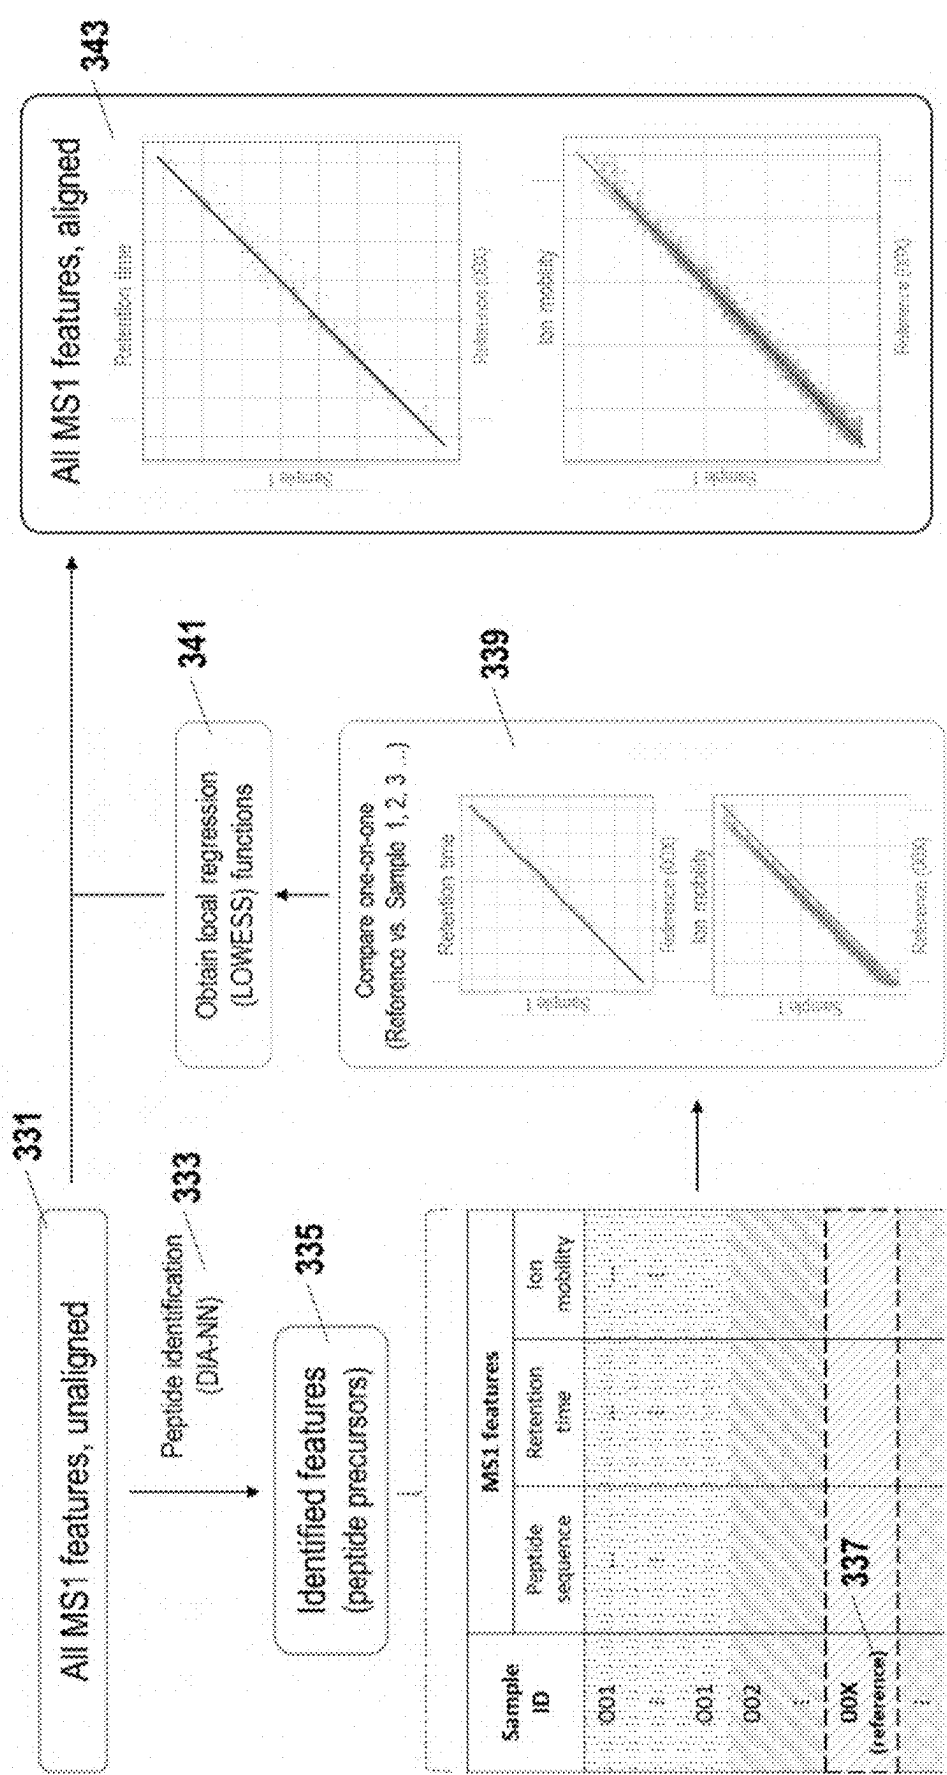 331
All MS1 features, unaligned
Peptide identification
(DIA-NN)
333
335
Identified features
(peptide precursors)
Sample
ID
MS1 features
Peptide
sequence
Retention
time
Ion
mobility
001
001
002
00X
(reference)
337
341
Obtain local regression
(LOWESS) functions
339
Compare one-on-one
(Reference vs. Sample 1, 2, 3 ...)
Retention time
Sample 1
Reference (00X)
Ion mobility
Sample 1
Reference (00X)
343
All MS1 features, aligned
Retention time
Sample 1
Reference (00X)
Ion mobility
Sample 1
Reference (00X)